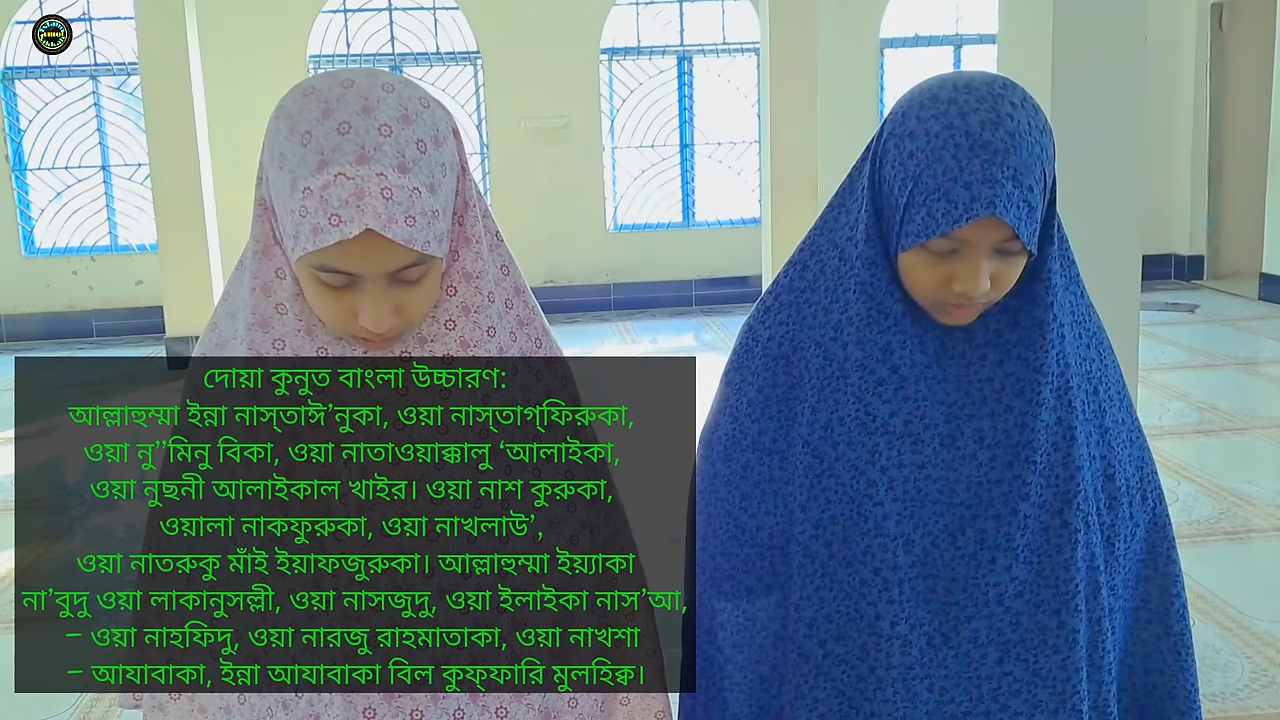 দোয়া কুনুত বাংলা উচ্চারণ:
আল্লাহুম্মা ইন্না নাস্‌তাঈ’নুকা, ওয়া নাস্‌তাগ্‌ফিরুকা,
ওয়া নু’’মিনু বিকা, ওয়া নাতাওয়াক্কালু ‘আলাইকা,
ওয়া নুছনী আলাইকাল খাইর। ওয়া নাশ কুরুকা,
ওয়ালা নাকফুরুকা, ওয়া নাখলাউ’,
ওয়া নাতরুকু মাঁই ইয়াফজুরুকা। আল্লাহুম্মা ইয়্যাকা
না’বুদু ওয়া লাকানুসল্লী, ওয়া নাসজুদু, ওয়া ইলাইকা নাস’আ,
– ওয়া নাহফিদু, ওয়া নারজু রাহমাতাকা, ওয়া নাখশা
– আযাবাকা, ইন্না আযাবাকা বিল কুফ্‌ফারি মুলহিক্ব।